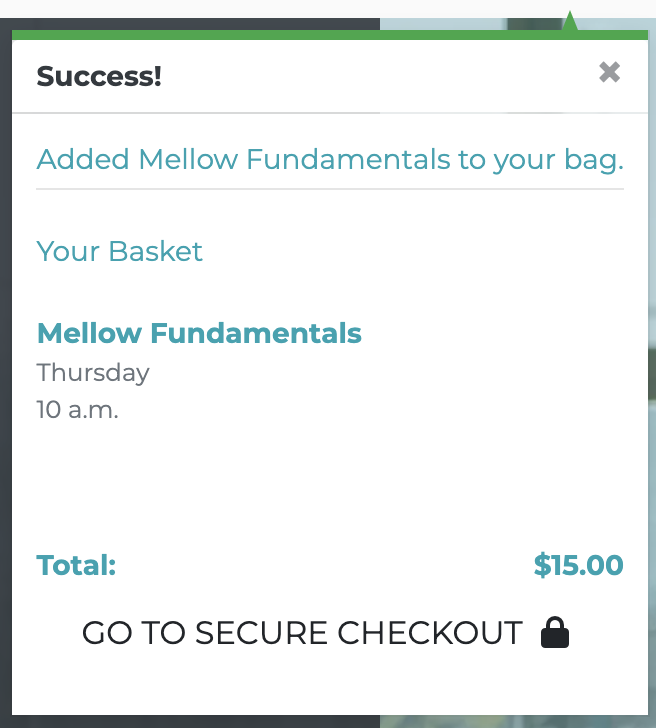 Success!
Added Mellow Fundamentals to your bag.
Your Basket
Mellow Fundamentals
Thursday
10 a.m.
Total: $15.00
GO TO SECURE CHECKOUT